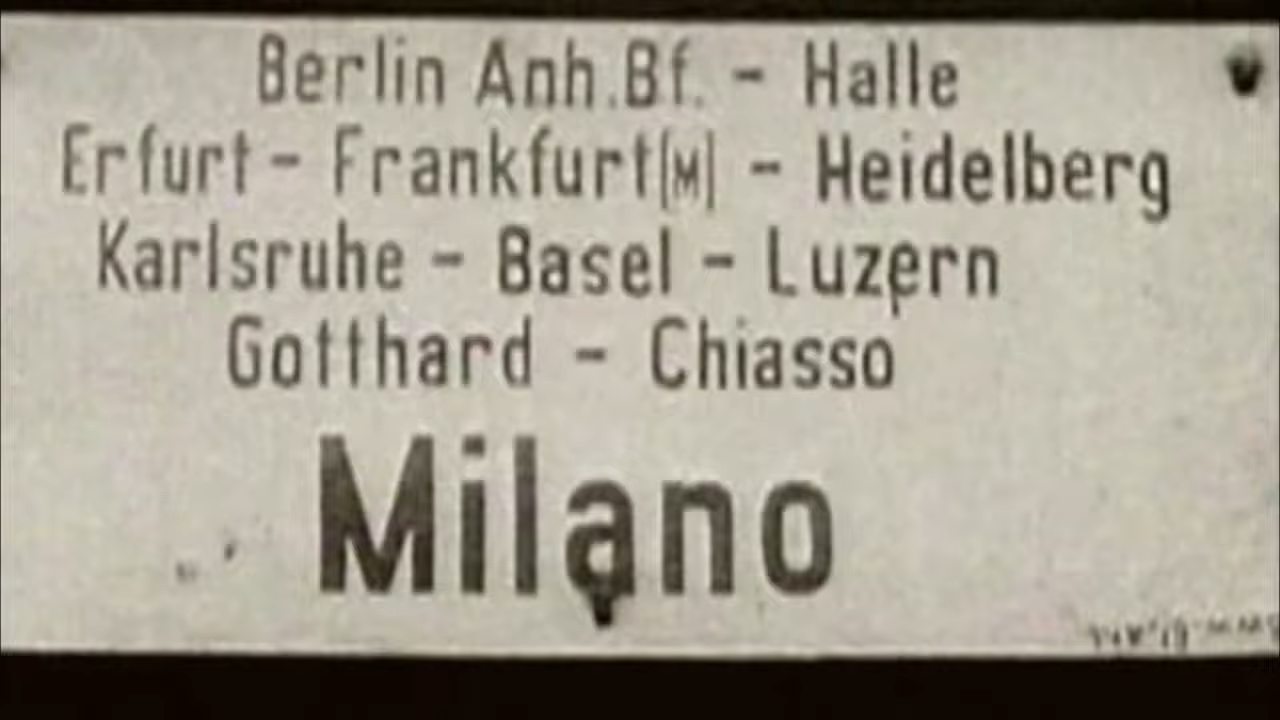 Berlin Anh.Bf. - Halle
Erfurt - Frankfurt(M) - Heidelberg
Karlsruhe - Basel - Luzern
Gotthard - Chiasso
Milano